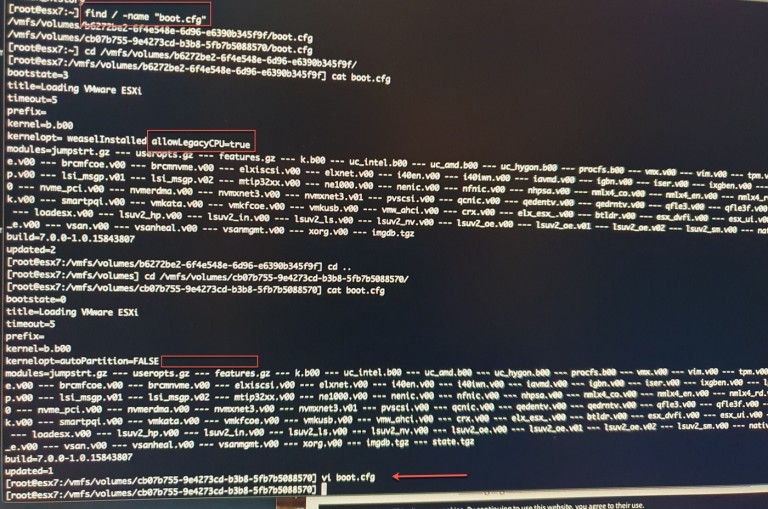 [root@esx7:~] find / -name "boot.cfg"
/vmfs/volumes/b6272be2-6f4e548e-6d96-e6390b345f9f/boot.cfg
/vmfs/volumes/cb07b755-9e4273cd-b3b8-5fb7b5088570/boot.cfg
[root@esx7:~] cd /vmfs/volumes/b6272be2-6f4e548e-6d96-e6390b345f9f/
[root@esx7:/vmfs/volumes/b6272be2-6f4e548e-6d96-e6390b345f9f] cat boot.cfg
bootstate=3
title=Loading VMware ESXi
timeout=5
prefix=
kernel=b.b00
kernelopt= weaselInstalled allowLegacyCPU=true
modules=jumpstrt.gz --- useropts.gz --- features.gz --- k.b00 --- uc_intel.b00 --- uc_amd.b00 --- uc_hygon.b00 --- procfs.b00 --- vmx.v00 --- vim.v00 --- tpm.
e.v00 --- brcmfcoe.v00 --- brcmnvme.v00 --- elxiscsi.v00 --- elxnet.v00 --- i40en.v00 --- i40iwn.v00 --- iavmd.v00 --- igbn.v00 --- iser.v00 --- ixgben.v00 ---
p.v00 --- lsi_msgp.v01 --- lsi_msgp.v02 --- mtip32xx.v00 --- ne1000.v00 --- nenic.v00 --- nfnic.v00 --- nhpsa.v00 --- nmlx4_co.v00 --- nmlx4_en.v00 --- nmlx4_r
0 --- nvme_pci.v00 --- nvmerdma.v00 --- nvmxnet3.v00 --- nvmxnet3.v01 --- pvscsi.v00 --- qcnic.v00 --- qedentv.v00 --- qedrntv.v00 --- qfle3.v00 --- qfle3f.v00
k.v00 --- smartpqi.v00 --- vmkata.v00 --- vmkfcoe.v00 --- vmkusb.v00 --- vmw_ahci.v00 --- crx.v00 --- elx_esx_.v00 --- btldr.v00 --- esx_dvfi.v00 --- esx_ui.v00
--- loadesx.v00 --- lsuv2_hp.v00 --- lsuv2_in.v00 --- lsuv2_ls.v00 --- lsuv2_nv.v00 --- lsuv2_oe.v00 --- lsuv2_oe.v01 --- lsuv2_oe.v02 --- lsuv2_sm.v00 --- nat
_e.v00 --- vsan.v00 --- vsanheal.v00 --- vsanmgmt.v00 --- xorg.v00 --- imgdb.tgz
build=7.0.0-1.0.15843807
updated=2
[root@esx7:/vmfs/volumes/b6272be2-6f4e548e-6d96-e6390b345f9f] cd ..
[root@esx7:/vmfs/volumes] cd /vmfs/volumes/cb07b755-9e4273cd-b3b8-5fb7b5088570/
[root@esx7:/vmfs/volumes/cb07b755-9e4273cd-b3b8-5fb7b5088570] cat boot.cfg
bootstate=0
title=Loading VMware ESXi
timeout=5
prefix=
kernel=b.b00
kernelopt=autoPartition=FALSE
modules=jumpstrt.gz --- useropts.gz --- features.gz --- k.b00 --- uc_intel.b00 --- uc_amd.b00 --- uc_hygon.b00 --- procfs.b00 --- vmx.v00 --- vim.v00 --- tpm.v00
e.v00 --- brcmfcoe.v00 --- brcmnvme.v00 --- elxiscsi.v00 --- elxnet.v00 --- i40en.v00 --- i40iwn.v00 --- iavmd.v00 --- igbn.v00 --- iser.v00 --- ixgben.v00 ---
p.v00 --- lsi_msgp.v01 --- lsi_msgp.v02 --- mtip32xx.v00 --- ne1000.v00 --- nenic.v00 --- nfnic.v00 --- nhpsa.v00 --- nmlx4_co.v00 --- nmlx4_en.v00 ---
0 --- nvme_pci.v00 --- nvmerdma.v00 --- nvmxnet3.v00 --- nvmxnet3.v01 --- pvscsi.v00 --- qcnic.v00 --- qedentv.v00 --- qedrntv.v00 --- qfle3.v00 --- qfle3f.v00 ---
k.v00 --- smartpqi.v00 --- vmkata.v00 --- vmkfcoe.v00 --- vmkusb.v00 --- vmw_ahci.v00 --- crx.v00 --- elx_esx_.v00 --- btldr.v00 --- esx_dvfi.v00 --- esx_ui.v00
--- loadesx.v00 --- lsuv2_hp.v00 --- lsuv2_in.v00 --- lsuv2_ls.v00 --- lsuv2_nv.v00 --- lsuv2_oe.v00 --- lsuv2_oe.v01 --- lsuv2_oe.v02 --- lsuv2_sm.v00 --- nati
_e.v00 --- vsan.v00 --- vsanheal.v00 --- vsanmgmt.v00 --- xorg.v00 --- imgdb.tgz --- state.tgz
build=7.0.0-1.0.15843807
updated=1
[root@esx7:/vmfs/volumes/cb07b755-9e4273cd-b3b8-5fb7b5088570] vi boot.cfg
[root@esx7:/vmfs/volumes/cb07b755-9e4273cd-b3b8-5fb7b5088570]
By continuing to use this website, you agree to their use.